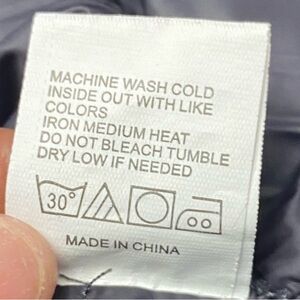 MACHINE WASH COLD
INSIDE OUT WITH LIKE
COLORS
IRON MEDIUM HEAT
DO NOT BLEACH TUMBLE
DRY LOW IF NEEDED
30°
MADE IN CHINA